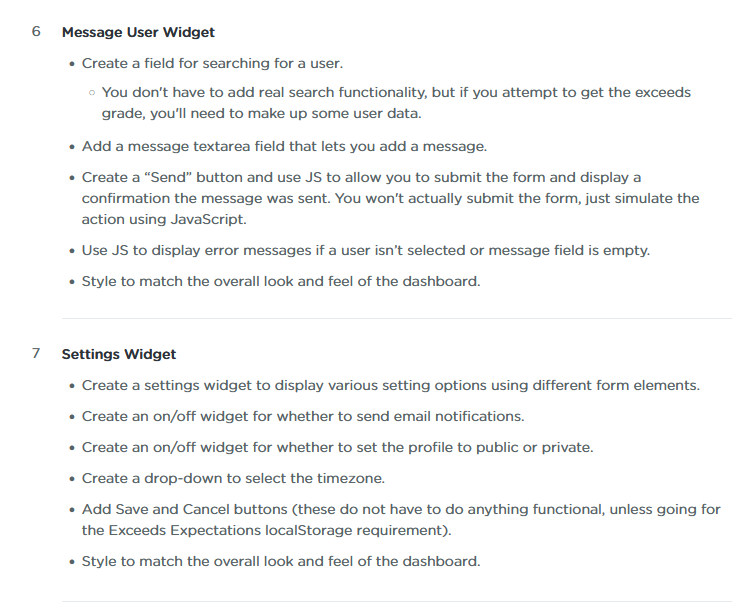 6 Message User Widget
• Create a field for searching for a user.
○ You don't have to add real search functionality, but if you attempt to get the exceeds
grade, you'll need to make up some user data.
• Add a message textarea field that lets you add a message.
• Create a “Send” button and use JS to allow you to submit the form and display a
confirmation the message was sent. You won't actually submit the form, just simulate the
action using JavaScript.
• Use JS to display error messages if a user isn’t selected or message field is empty.
• Style to match the overall look and feel of the dashboard.
7 Settings Widget
• Create a settings widget to display various setting options using different form elements.
• Create an on/off widget for whether to send email notifications.
• Create an on/off widget for whether to set the profile to public or private.
• Create a drop-down to select the timezone.
• Add Save and Cancel buttons (these do not have to do anything functional, unless going for
the Exceeds Expectations localStorage requirement).
• Style to match the overall look and feel of the dashboard.